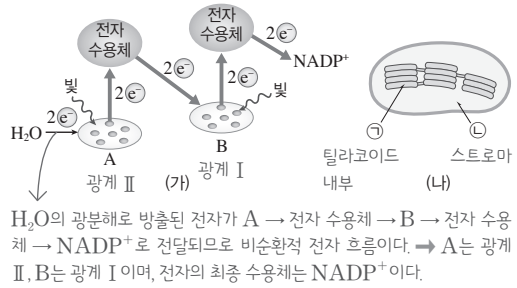 전자
수용체
2e⁻
NADP⁺
전자
수용체
2e⁻
빛
2e⁻
2e⁻
빛
2e⁻
H₂O
A
광계 Ⅱ
B
광계 Ⅰ
(가)
㉠
㉡
틸라코이드
내부
스트로마
(나)
H₂O의 광분해로 방출된 전자가 A → 전자 수용체 → B → 전자 수용
체 → NADP⁺로 전달되므로 비순환적 전자 흐름이다. ➡ A는 광계
Ⅱ, B는 광계 Ⅰ이며, 전자의 최종 수용체는 NADP⁺이다.